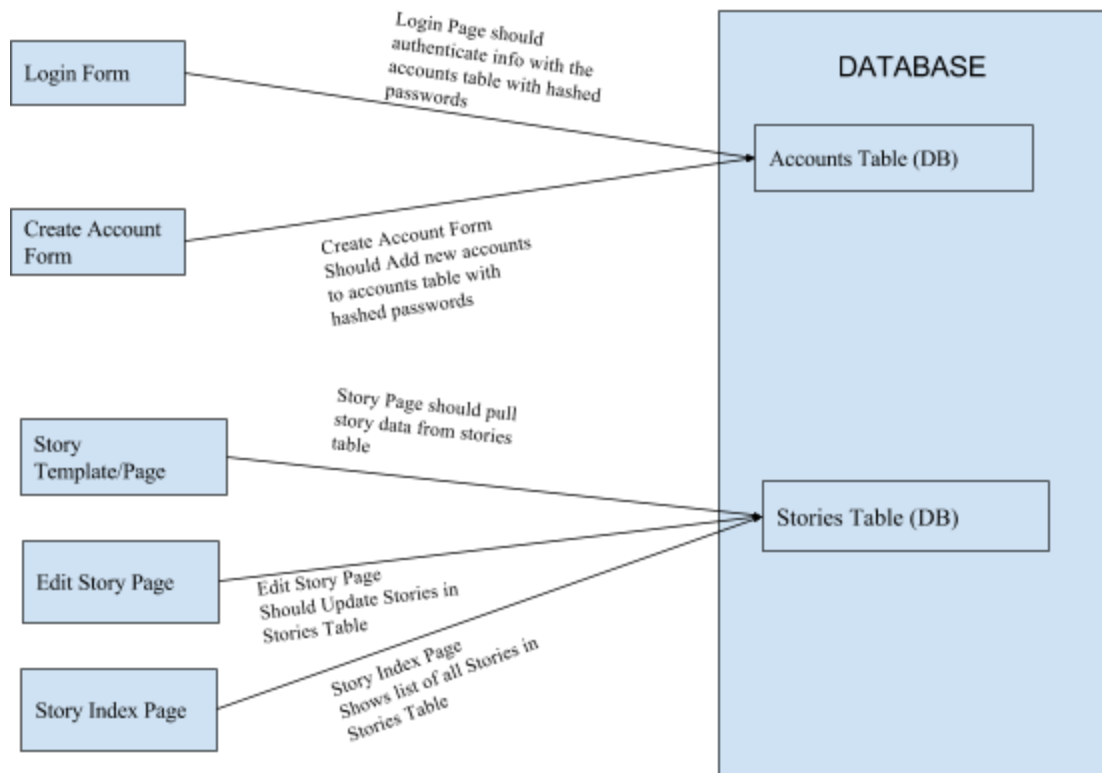 Login Form
Login Page should
authenticate info with the
accounts table with hashed
passwords
DATABASE
Accounts Table (DB)
Create Account
Form
Create Account Form
Should Add new accounts
to accounts table with
hashed passwords
Story
Template/Page
Story Page should pull
story data from stories
table
Stories Table (DB)
Edit Story Page
Edit Story Page
Should Update Stories in
Stories Table
Story Index Page
Story Index Page
Shows list of all Stories in
Stories Table